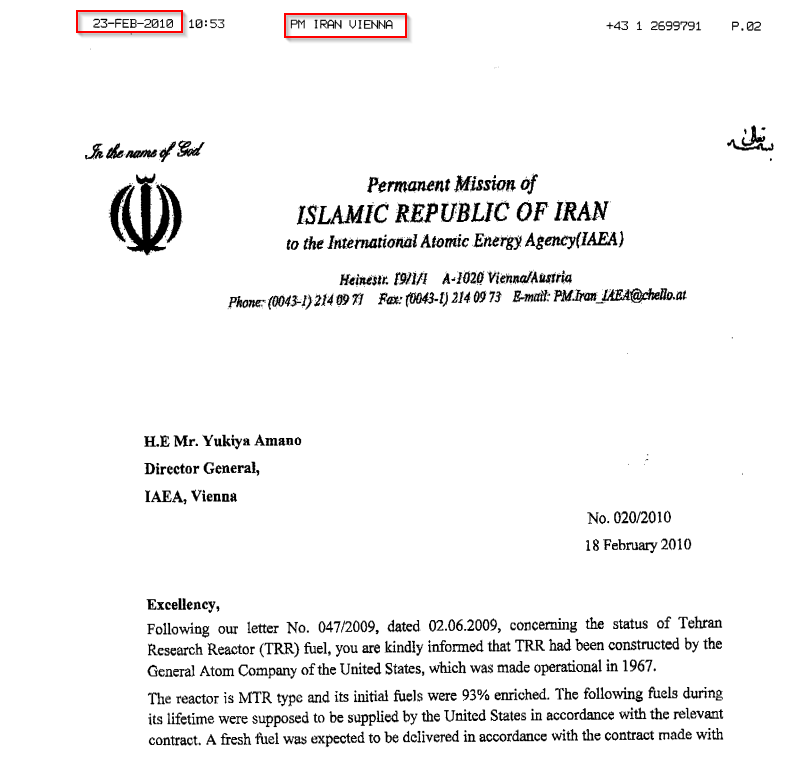 23-FEB-2010 10:53 PM IRAN VIENNA +43 1 2699791 P.02
In the name of God
بسمه تعالی
Permanent Mission of
ISLAMIC REPUBLIC OF IRAN
to the International Atomic Energy Agency(IAEA)
Heinestr. 19/1/1 A-1020 Vienna/Austria
Phone: (0043-1) 214 09 71 Fax: (0043-1) 214 09 73 E-mail: PM.Iran_IAEA@chello.at
H.E Mr. Yukiya Amano
Director General,
IAEA, Vienna
No. 020/2010
18 February 2010
Excellency,
Following our letter No. 047/2009, dated 02.06.2009, concerning the status of Tehran
Research Reactor (TRR) fuel, you are kindly informed that TRR had been constructed by the
General Atom Company of the United States, which was made operational in 1967.
The reactor is MTR type and its initial fuels were 93% enriched. The following fuels during
its lifetime were supposed to be supplied by the United States in accordance with the relevant
contract. A fresh fuel was expected to be delivered in accordance with the contract made with